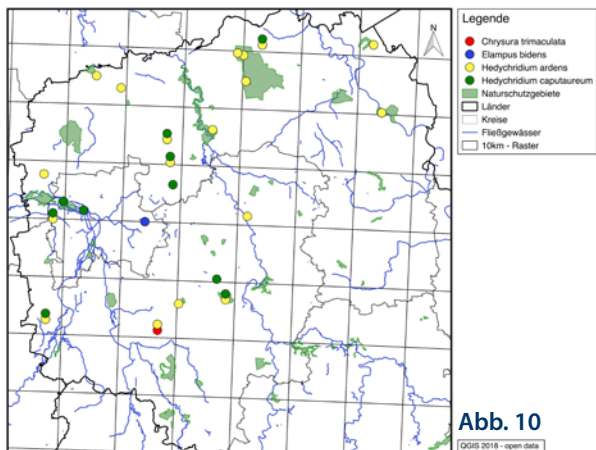 N
Legende
Chrysura trimaculata
Elampus bidens
Hedychridium ardens
Hedychridium caputaureum
Naturschutzgebiete
Länder
Kreise
Fließgewässer
10km - Raster
Abb. 10
QGIS 2018 - open data